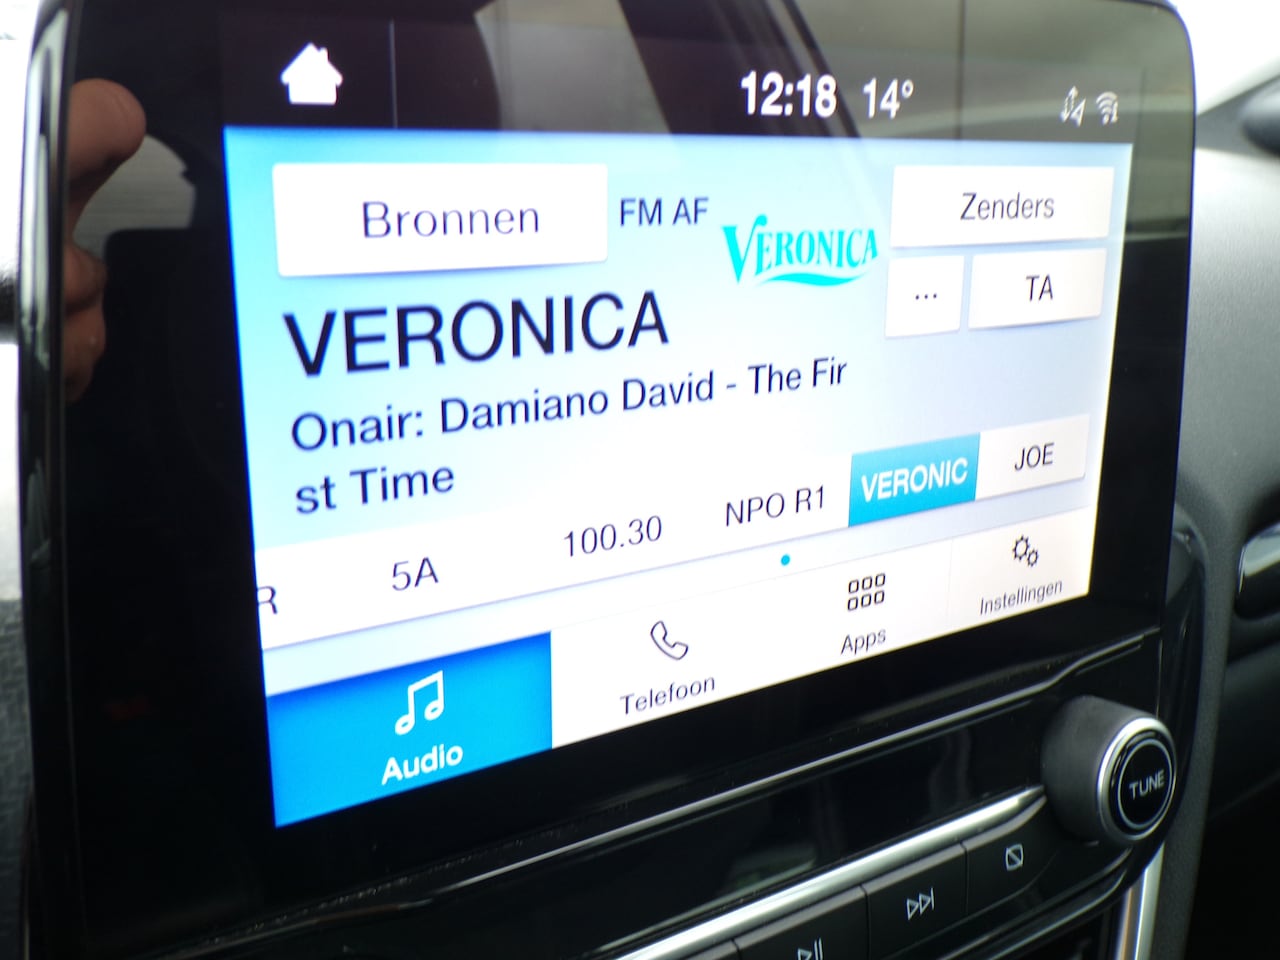 12:18 14°
Bronnen
FM AF
VERONICA
Zenders
...
TA
VERONICA
Onair: Damiano David - The Fir
st Time
R
5A
100.30
NPO R1
VERONIC
JOE
Audio
Telefoon
Apps
Instellingen
TUNE